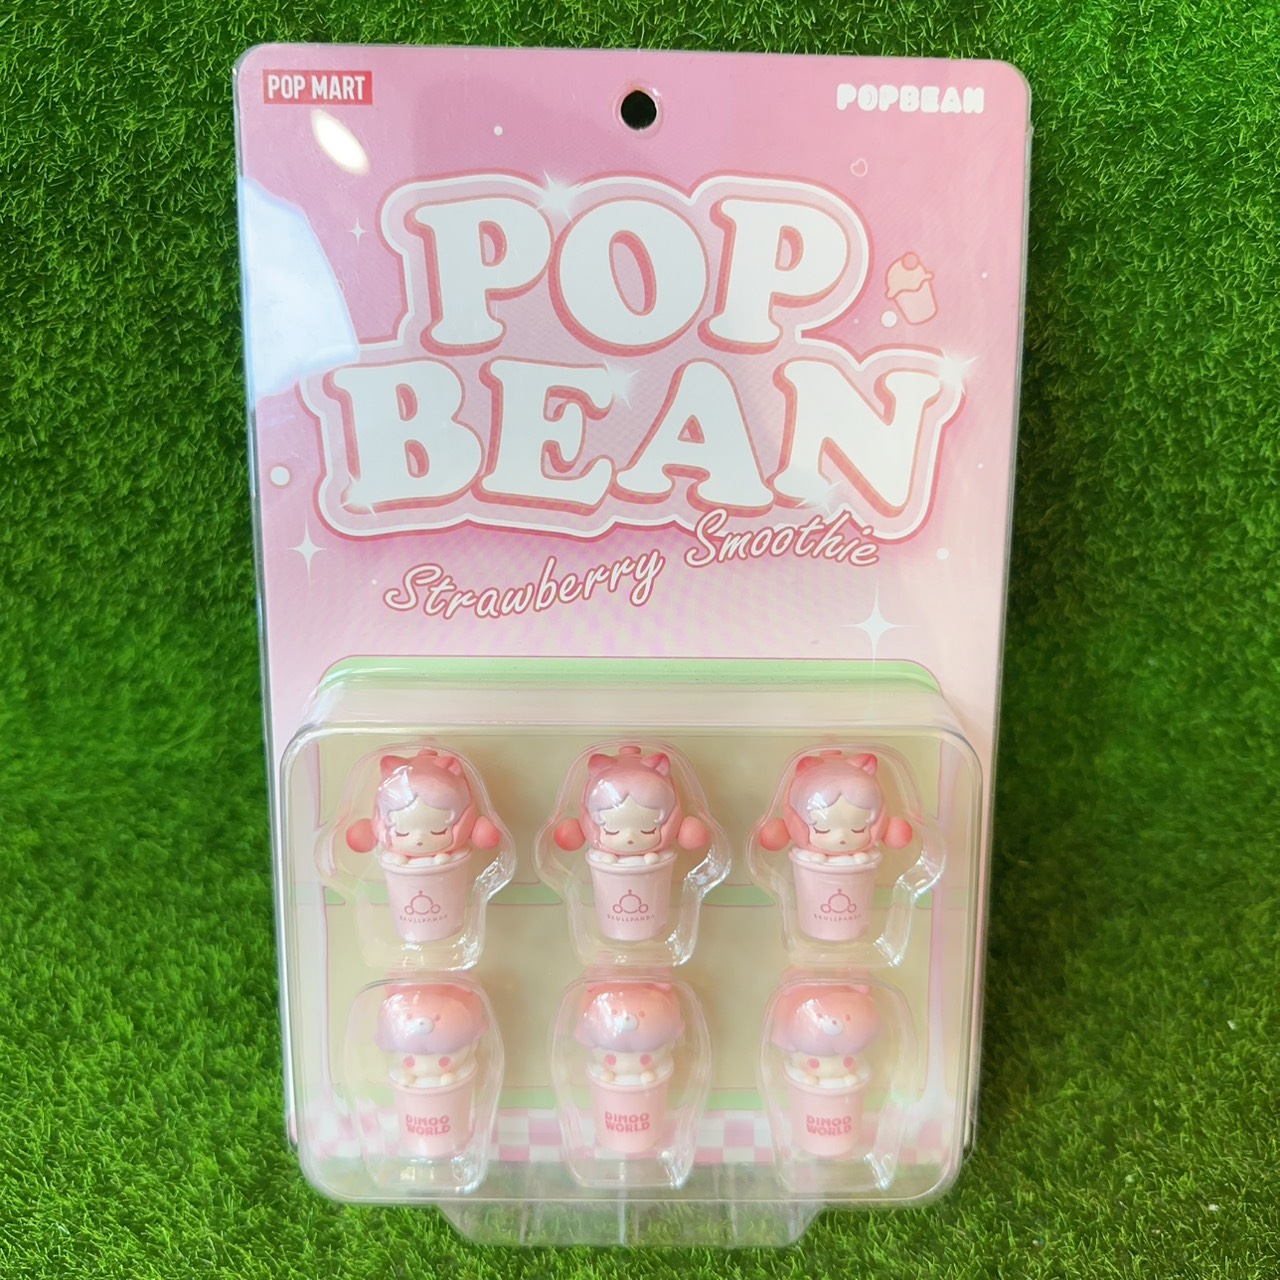 POP MART
POPBEAN
POP
BEAN
Strawberry Smoothie
SKULLPANDA
SKULLPANDA
SKULLPANDA
DIMOO
WORLD
DIMOO
WORLD
DIMOO
WORLD